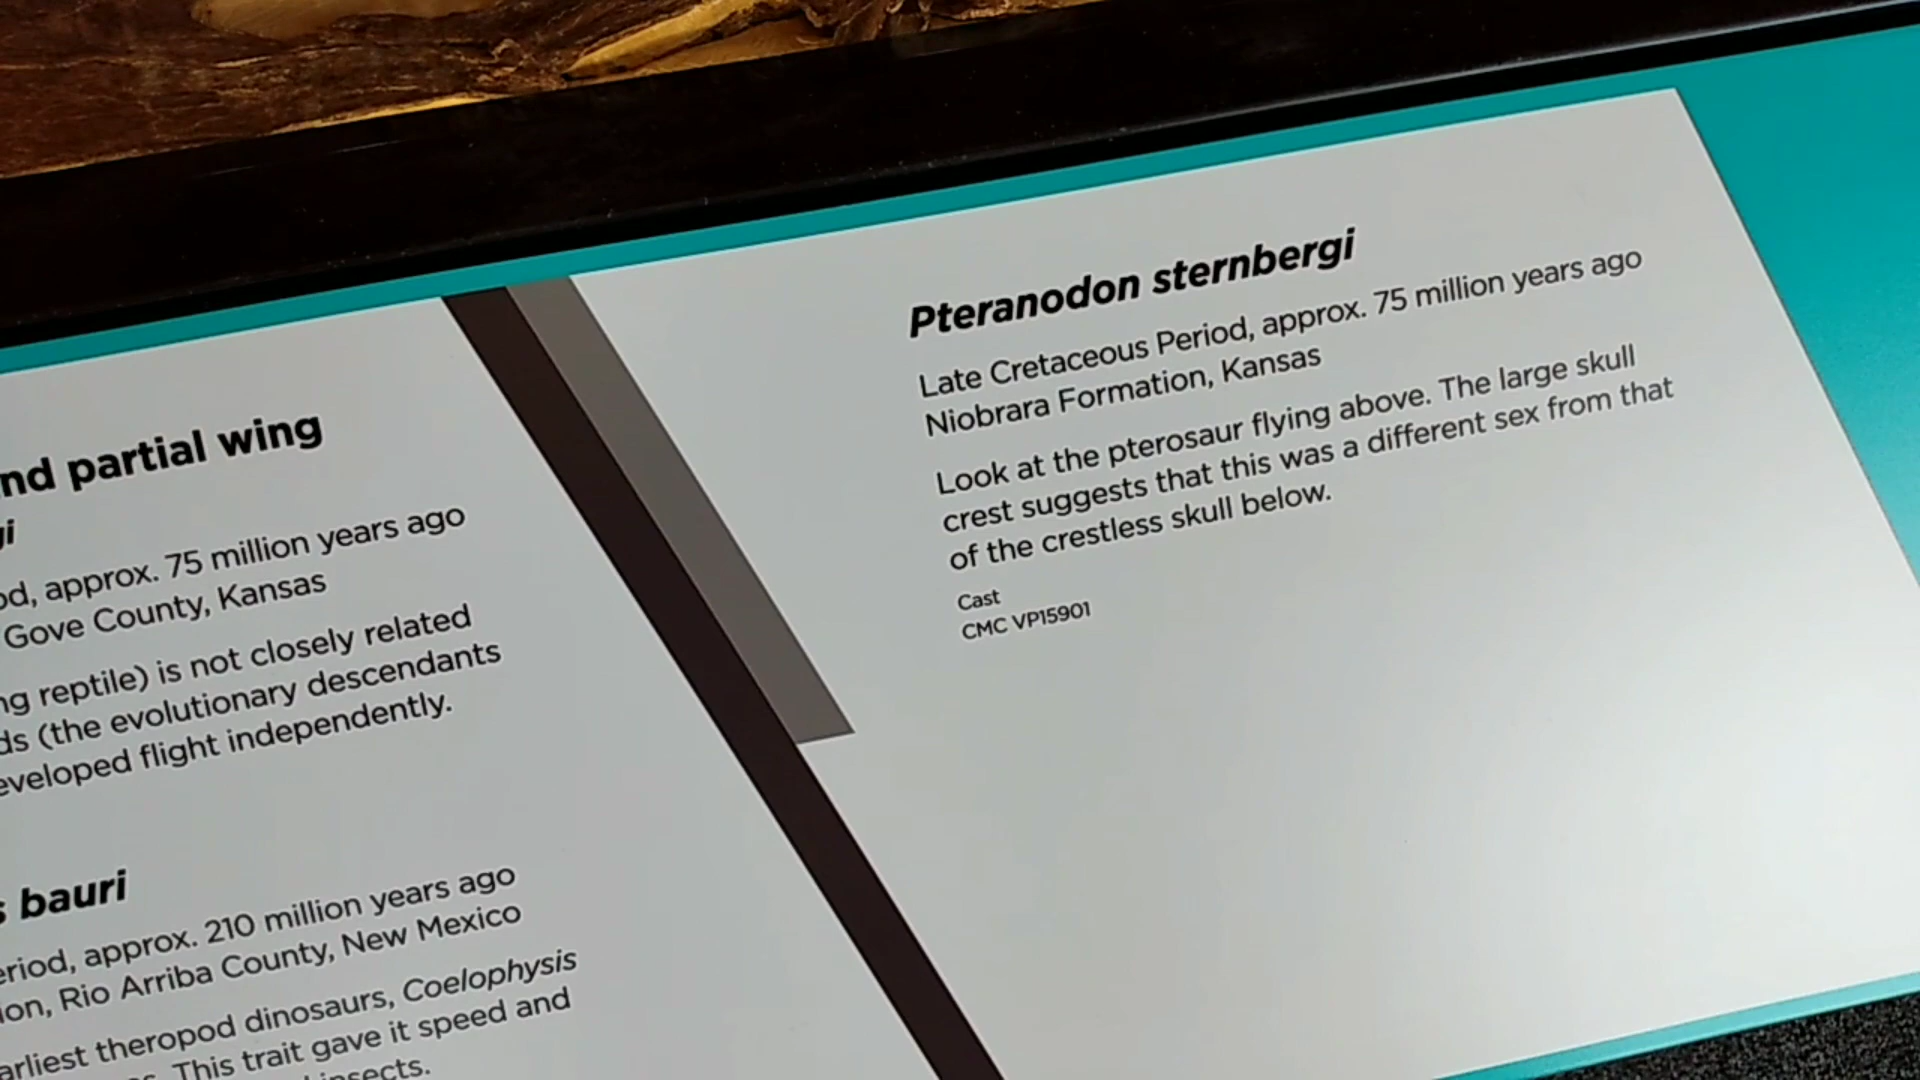 nd partial wing
gi
od, approx. 75 million years ago
Gove County, Kansas
ng reptile) is not closely related
ds (the evolutionary descendants
eveloped flight independently.
s bauri
eriod, approx. 210 million years ago
ion, Rio Arriba County, New Mexico
arliest theropod dinosaurs, Coelophysis
This trait gave it speed and
insects.
Pteranodon sternbergi
Late Cretaceous Period, approx. 75 million years ago
Niobrara Formation, Kansas
Look at the pterosaur flying above. The large skull
crest suggests that this was a different sex from that
of the crestless skull below.
Cast
CMC VP15901